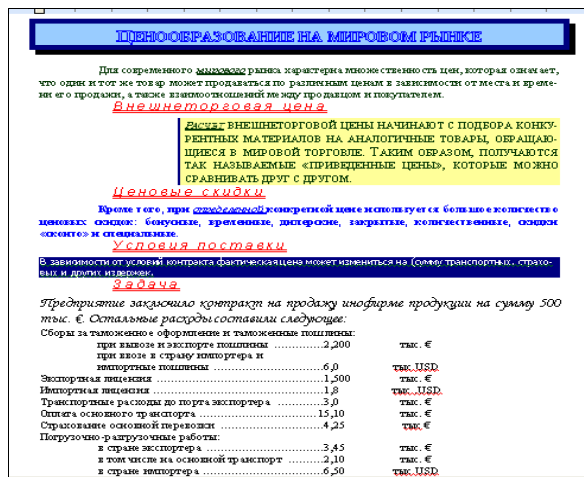 ЦЕНООБРАЗОВАНИЕ НА МИРОВОМ РЫНКЕ
Для современного мирового рынка характерна множественность цен, которая означает,
что один и тот же товар может продаваться по различным ценам в зависимости от места и време-
ни его продажи, а также взаимоотношений между продавцом и покупателем.
Внешнеторговая цена
Расчет ВНЕШНЕТОРГОВОЙ ЦЕНЫ НАЧИНАЮТ С ПОДБОРА КОНКУ-
РЕНТНЫХ МАТЕРИАЛОВ НА АНАЛОГИЧНЫЕ ТОВАРЫ, ОБРАЩАЮ-
ЩИЕСЯ В МИРОВОЙ ТОРГОВЛЕ. ТАКИМ ОБРАЗОМ, ПОЛУЧАЮТСЯ
ТАК НАЗЫВАЕМЫЕ «ПРИВЕДЕННЫЕ ЦЕНЫ», КОТОРЫЕ МОЖНО
СРАВНИВАТЬ ДРУГ С ДРУГОМ.
Ценовые скидки
Кроме того, при определенной конкретной цене используется большое количество
ценовых скидок: бонусные, временные, дилерские, закрытые, количественные, скидки
«сконто» и специальные.
Условия поставки
В зависимости от условий контракта фактическая цена может измениться на (сумму транспортных, страхо-
вых и других издержек.
Задача
Предприятие заключило контракт на продажу инофирме продукции на сумму 500
тыс. €. Остальные расходы составили следующее:
Сборы за таможенное оформление и таможенные пошлины:
при вывозе и экспорте пошлины ..............2,200 тыс. €
при ввозе в страну импортера и
импортные пошлины ..............6,0 тыс. USD
Экспортная лицензия ..............1,500 тыс. €
Импортная лицензия ..............1,8 тыс. USD
Транспортные расходы до порта экспортера ..............3,0 тыс. €
Оплата основного транспорта ..............15,10 тыс. €
Страхование основной перевозки ..............4,25 тыс. €
Погрузочно-разгрузочные работы:
в стране экспортера ..............3,45 тыс. €
в том числе на основной транспорт ..............2,10 тыс. €
в стране импортера ..............6,50 тыс. USD